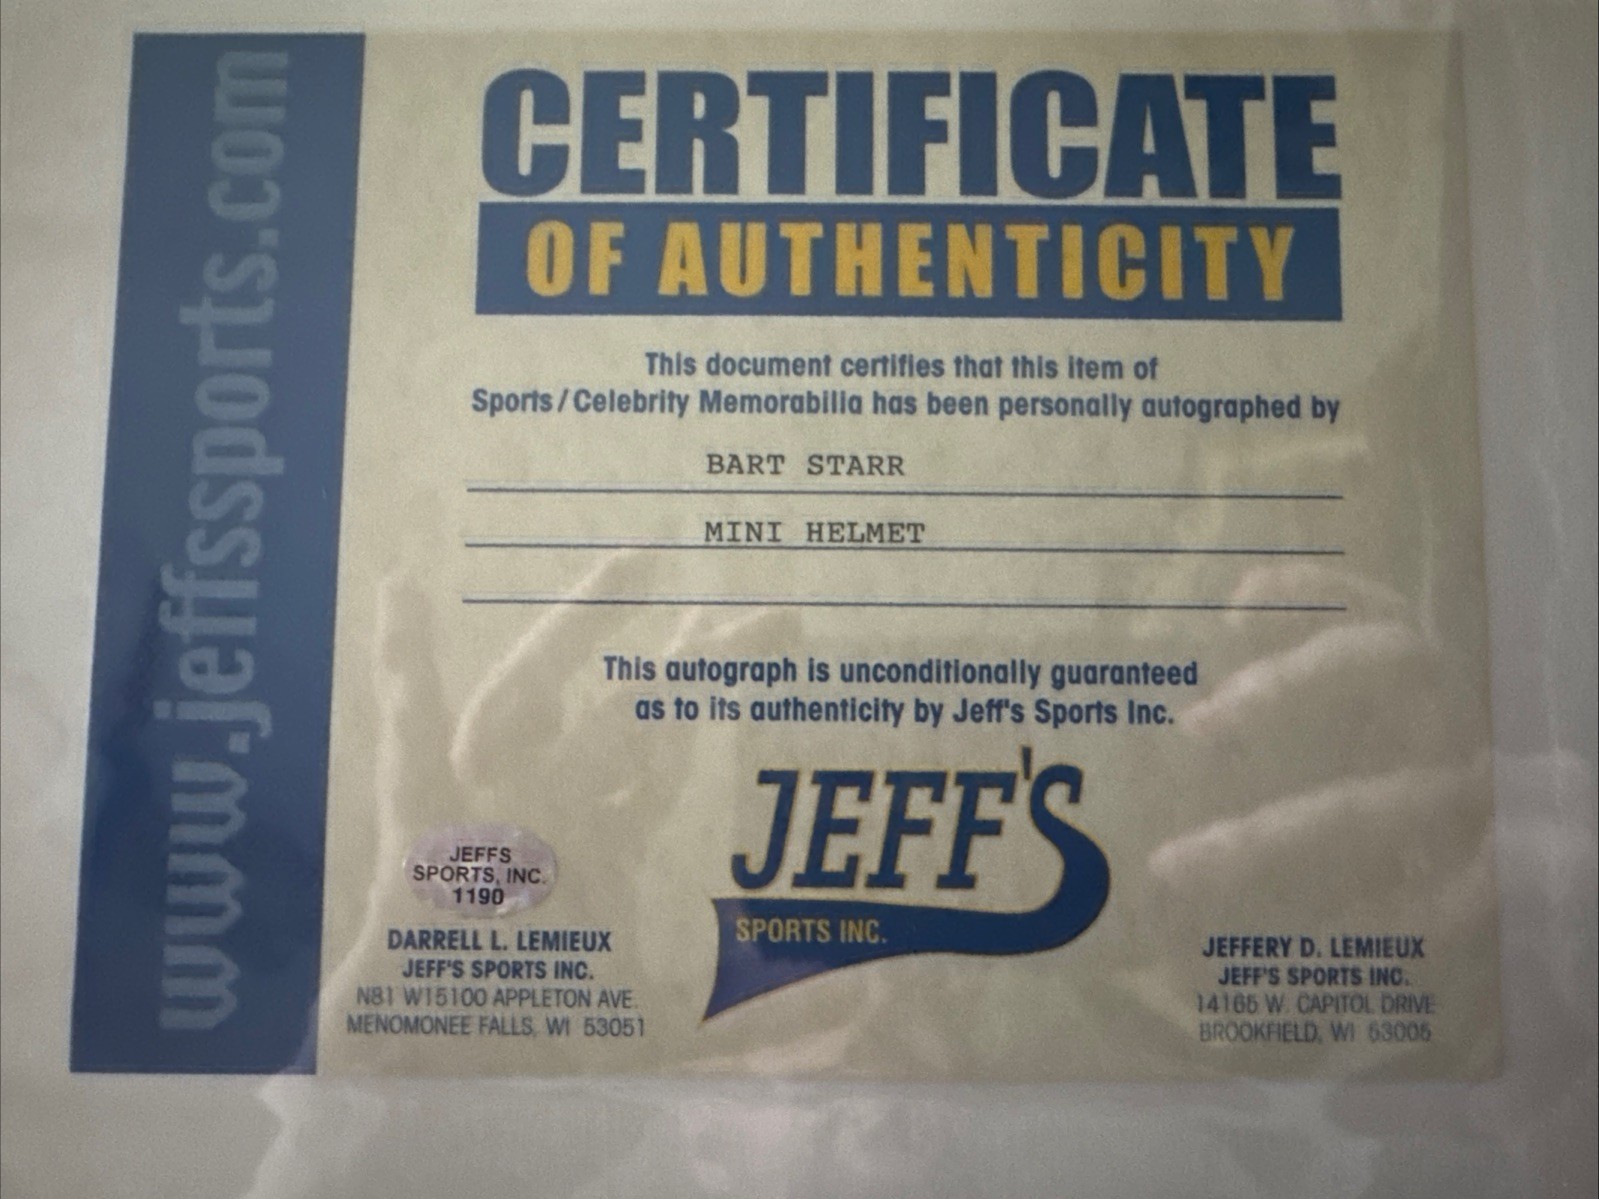 www.jeffssports.com
CERTIFICATE
OF AUTHENTICITY
This document certifies that this item of
Sports/Celebrity Memorabilia has been personally autographed by
BART STARR
MINI HELMET
This autograph is unconditionally guaranteed
as to its authenticity by Jeff's Sports Inc.
JEFF'S
SPORTS INC.
JEFFS
SPORTS, INC.
1190
DARRELL L. LEMIEUX
JEFF'S SPORTS INC.
N81 W15100 APPLETON AVE.
MENOMONEE FALLS, WI 53051
JEFFERY D. LEMIEUX
JEFF'S SPORTS INC.
14165 W. CAPITOL DRIVE
BROOKFIELD, WI 53005